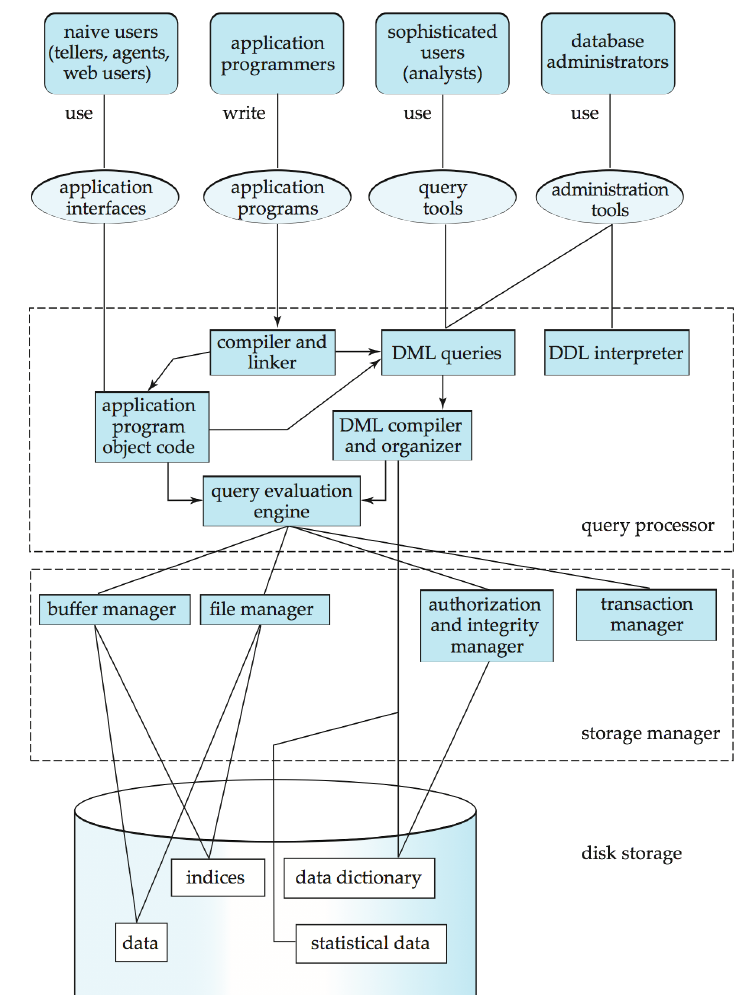 naive users
(tellers, agents,
web users)
application
programmers
sophisticated
users
(analysts)
database
administrators
use
write
use
use
application
interfaces
application
programs
query
tools
administration
tools
compiler and
linker
DML queries
DDL interpreter
application
program
object code
DML compiler
and organizer
query evaluation
engine
query processor
buffer manager
file manager
authorization
and integrity
manager
transaction
manager
storage manager
disk storage
indices
data dictionary
data
statistical data